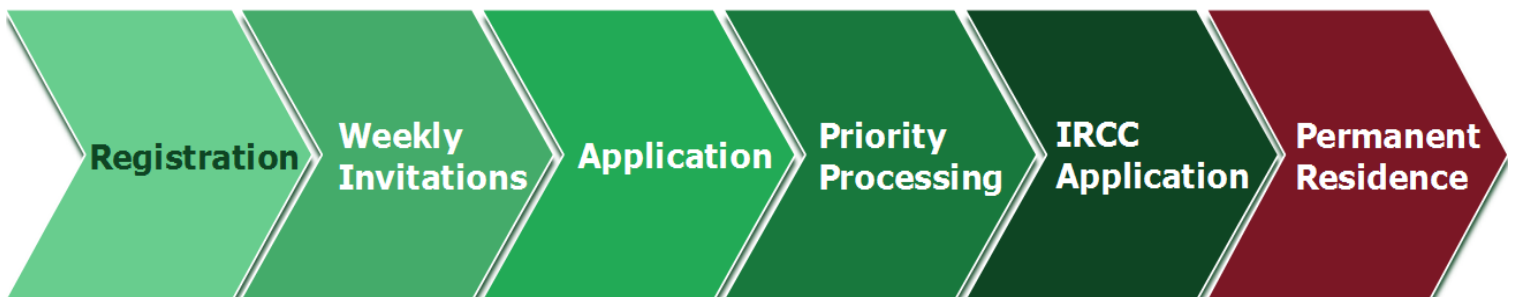 Registration
Weekly
Invitations
Application
Priority
Processing
IRCC
Application
Permanent
Residence